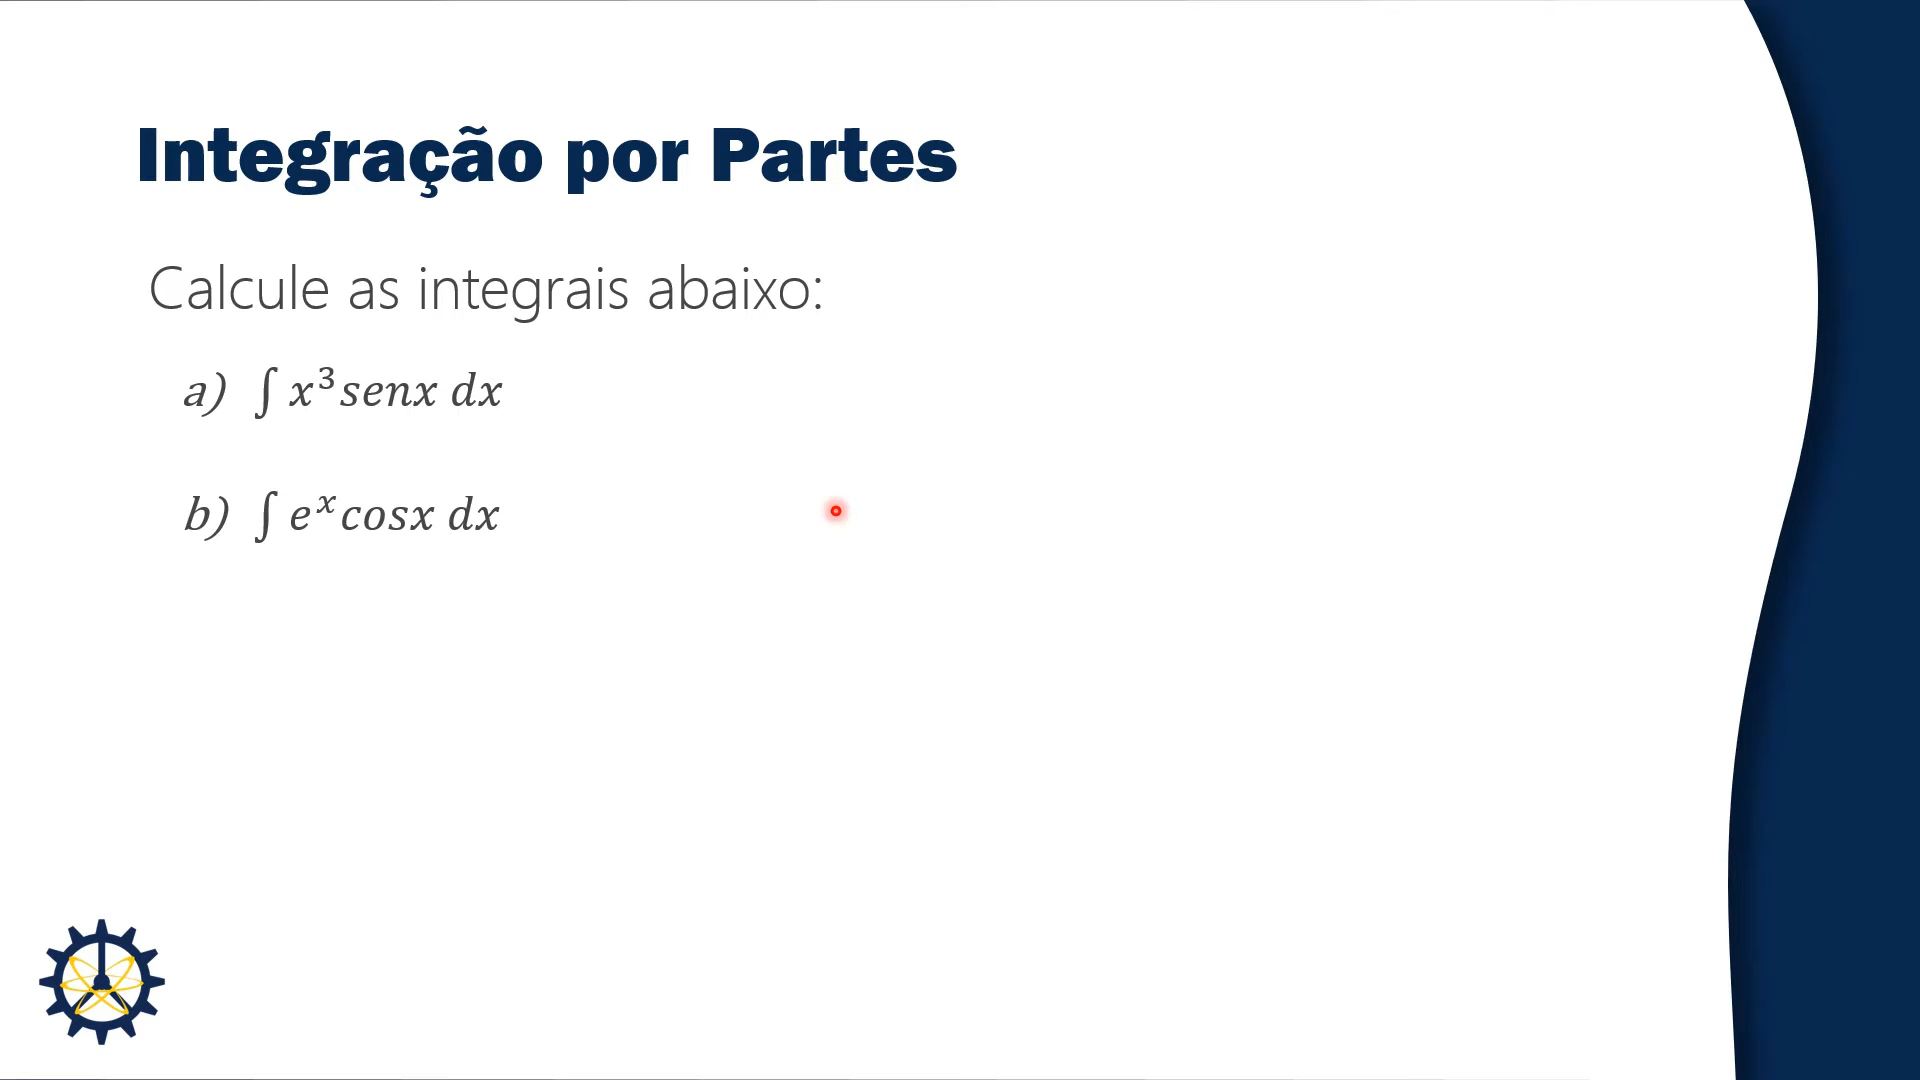 Integração por Partes
Calcule as integrais abaixo:
a) ∫ x³senx dx
b) ∫ eˣcosx dx